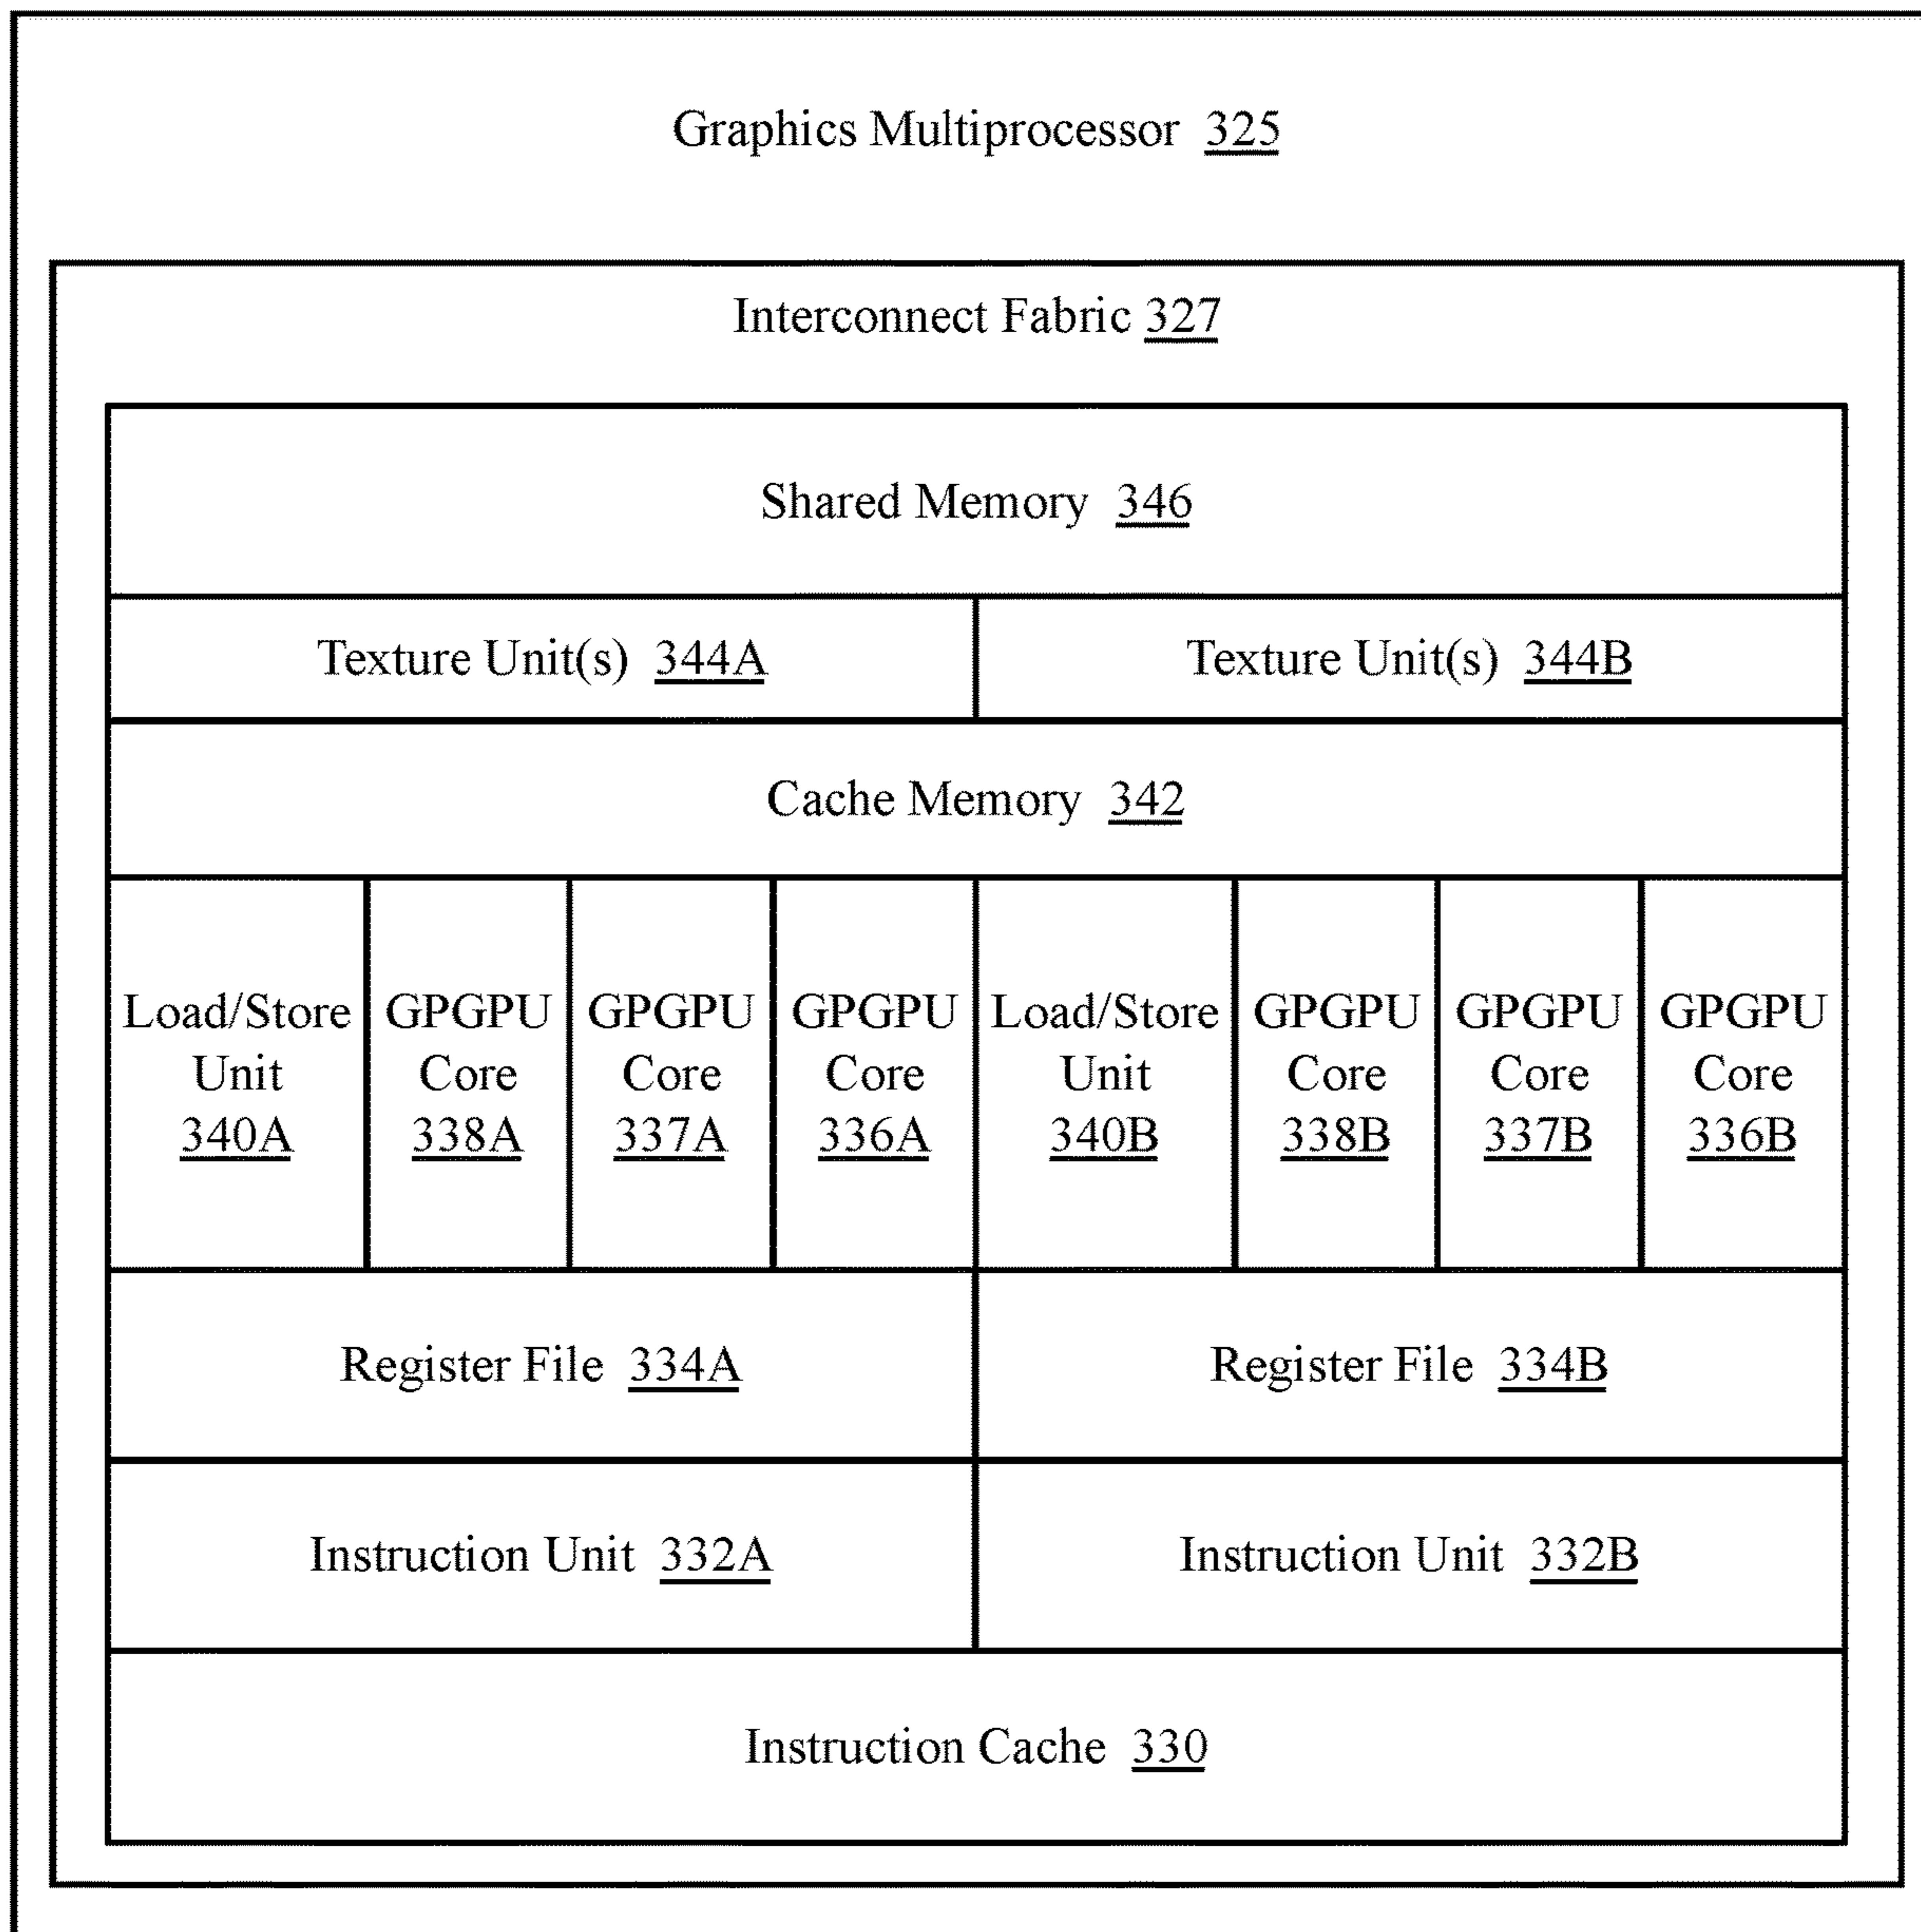 Graphics Multiprocessor 325
Interconnect Fabric 327
Shared Memory 346
Texture Unit(s) 344A
Texture Unit(s) 344B
Cache Memory 342
Load/Store
Unit
340A
GPGPU
Core
338A
GPGPU
Core
337A
GPGPU
Core
336A
Load/Store
Unit
340B
GPGPU
Core
338B
GPGPU
Core
337B
GPGPU
Core
336B
Register File 334A
Register File 334B
Instruction Unit 332A
Instruction Unit 332B
Instruction Cache 330